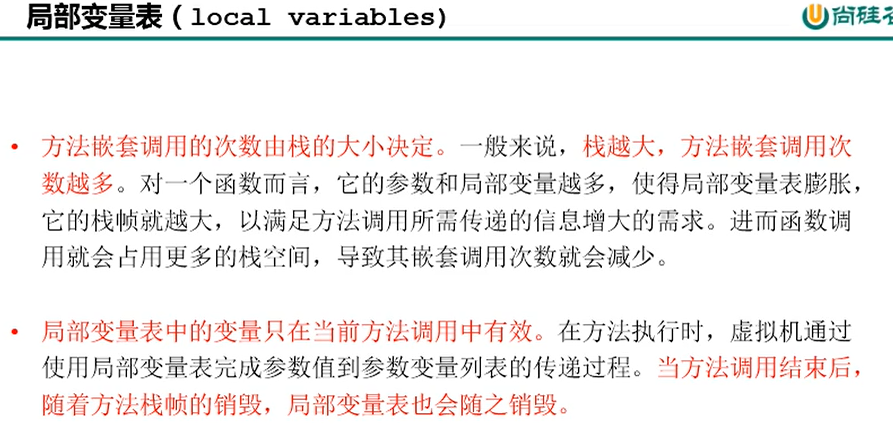 局部变量表（local variables)
尚硅谷
• 方法嵌套调用的次数由栈的大小决定。一般来说，栈越大，方法嵌套调用次
数越多。对一个函数而言，它的参数和局部变量越多，使得局部变量表膨胀，
它的栈帧就越大，以满足方法调用所需传递的信息增大的需求。进而函数调
用就会占用更多的栈空间，导致其嵌套调用次数就会减少。
• 局部变量表中的变量只在当前方法调用中有效。在方法执行时，虚拟机通过
使用局部变量表完成参数值到参数变量列表的传递过程。当方法调用结束后，
随着方法栈帧的销毁，局部变量表也会随之销毁。